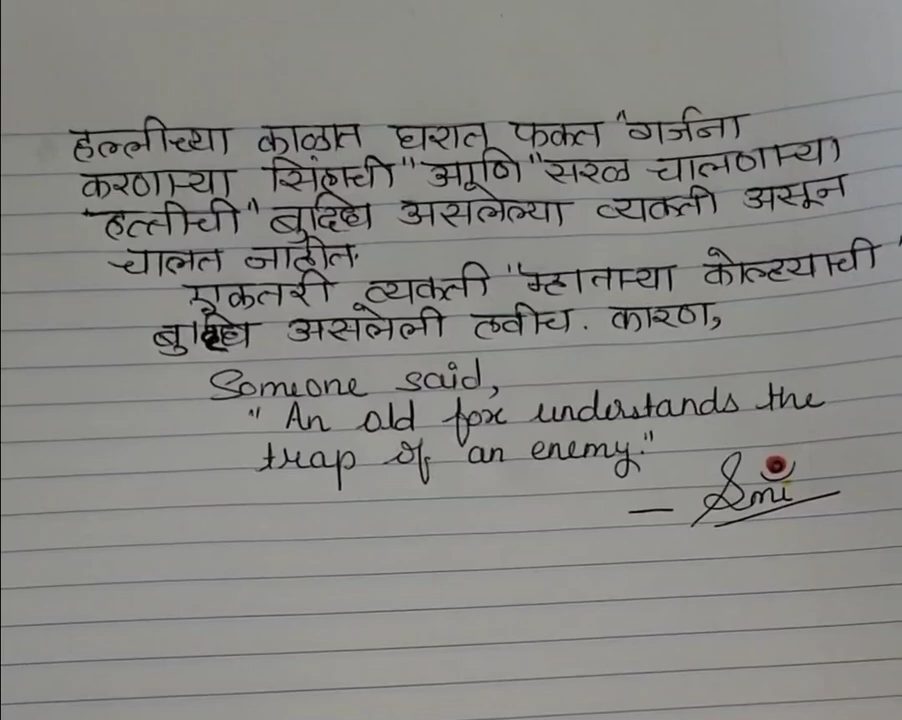 हल्लीच्या काळात घरात फक्त "गर्जना
करणाऱ्या सिंहाची" आणि "सरळ चालणाऱ्या
हत्तीची" बुद्धि असलेल्या व्यक्ती असून
चालत नाहीत.
एकतरी व्यक्ती "म्हाताऱ्या कोल्ह्याची"
बुद्धि असलेली हवीच. कारण,
Someone said,
" An old fox understands the
trap of an enemy."
— Smi